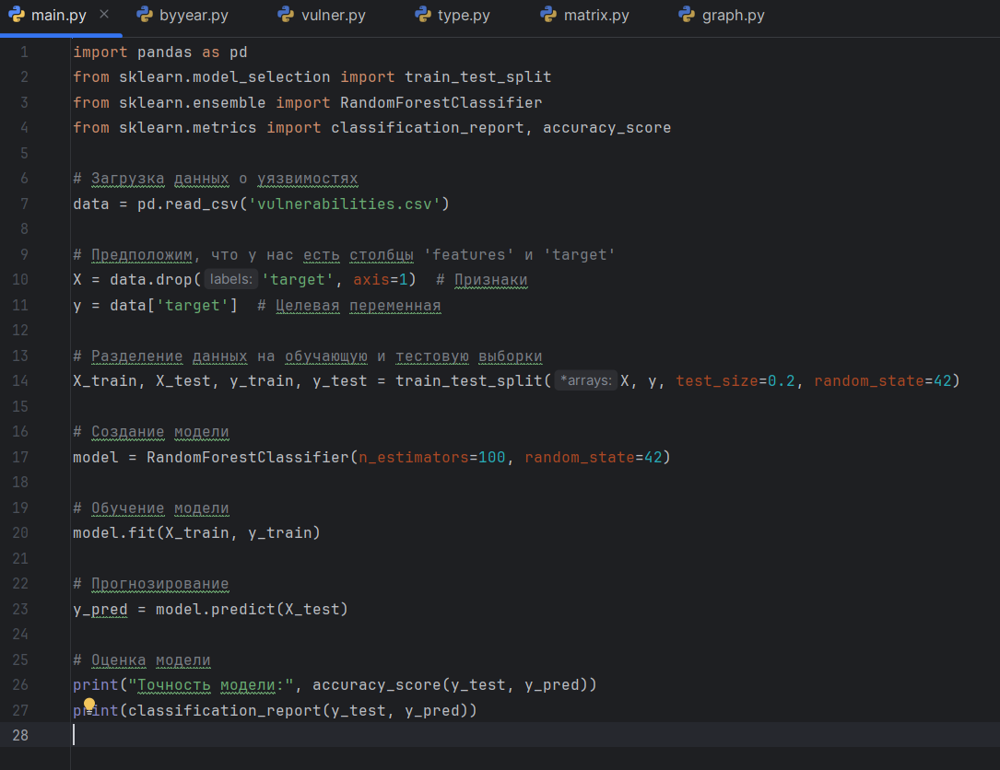 main.py byyear.py vulner.py type.py matrix.py graph.py
1 import pandas as pd
2 from sklearn.model_selection import train_test_split
3 from sklearn.ensemble import RandomForestClassifier
4 from sklearn.metrics import classification_report, accuracy_score
5
6 # Загрузка данных о уязвимостях
7 data = pd.read_csv('vulnerabilities.csv')
8
9 # Предположим, что у нас есть столбцы 'features' и 'target'
10 X = data.drop( labels: 'target', axis=1)  # Признаки
11 y = data['target']  # Целевая переменная
12
13 # Разделение данных на обучающую и тестовую выборки
14 X_train, X_test, y_train, y_test = train_test_split( *arrays: X, y, test_size=0.2, random_state=42)
15
16 # Создание модели
17 model = RandomForestClassifier(n_estimators=100, random_state=42)
18
19 # Обучение модели
20 model.fit(X_train, y_train)
21
22 # Прогнозирование
23 y_pred = model.predict(X_test)
24
25 # Оценка модели
26 print("Точность модели:", accuracy_score(y_test, y_pred))
27 print(classification_report(y_test, y_pred))
28